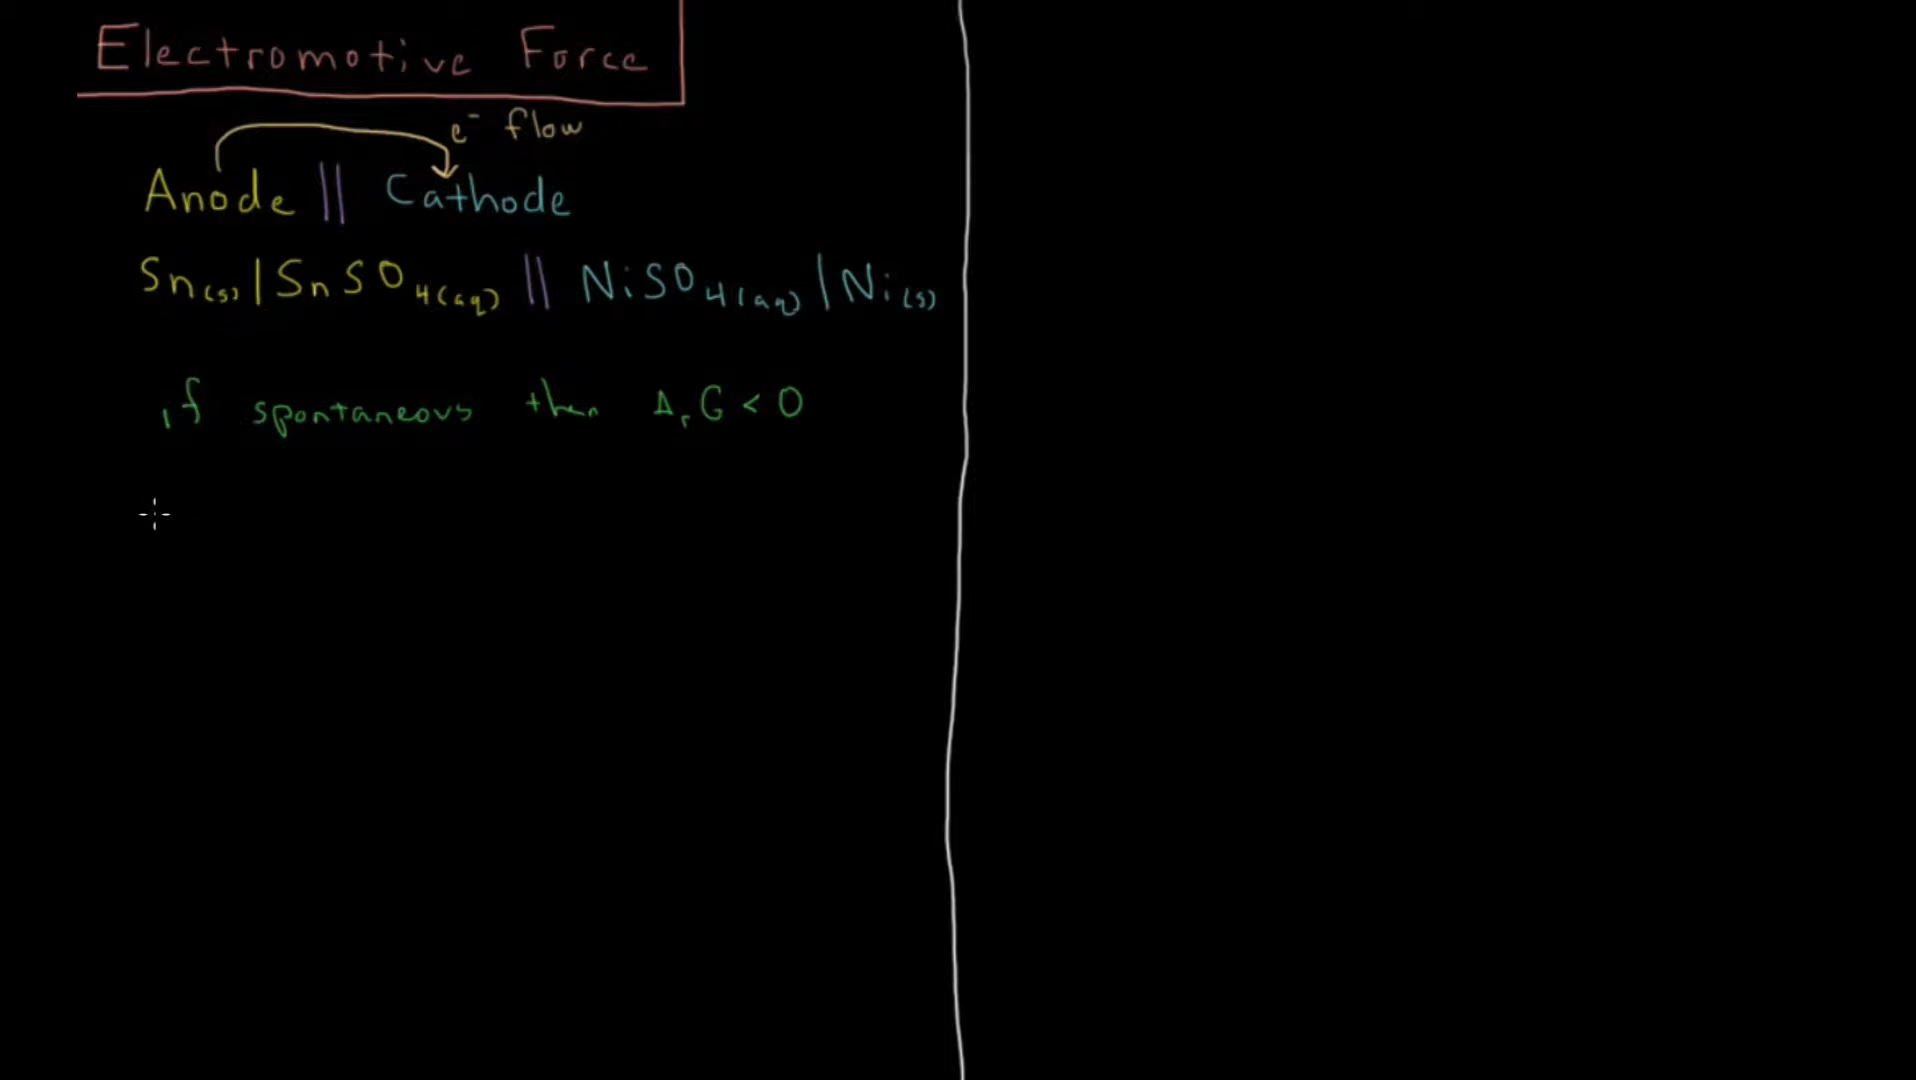 Electromotive Force
e⁻ flow
Anode || Cathode
Sn(s) | SnSO₄(aq) || NiSO₄(aq) | Ni(s)
if spontaneous then ΔᵣG < 0